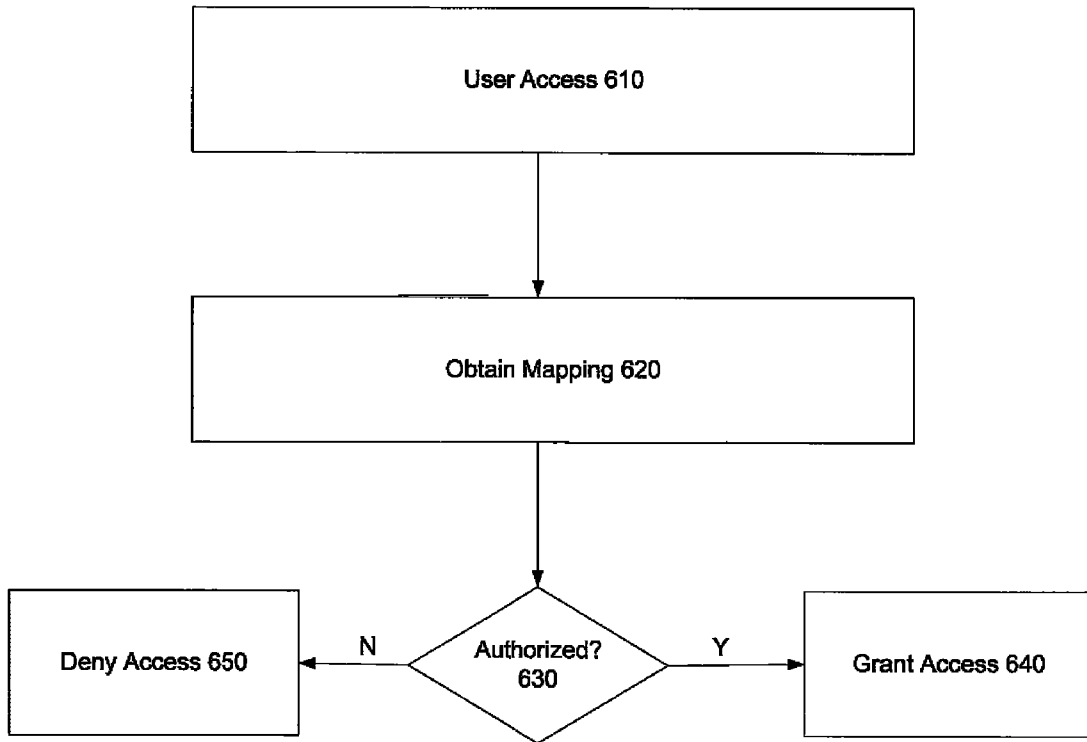 User Access 610
Obtain Mapping 620
Deny Access 650
N
Authorized?
630
Y
Grant Access 640